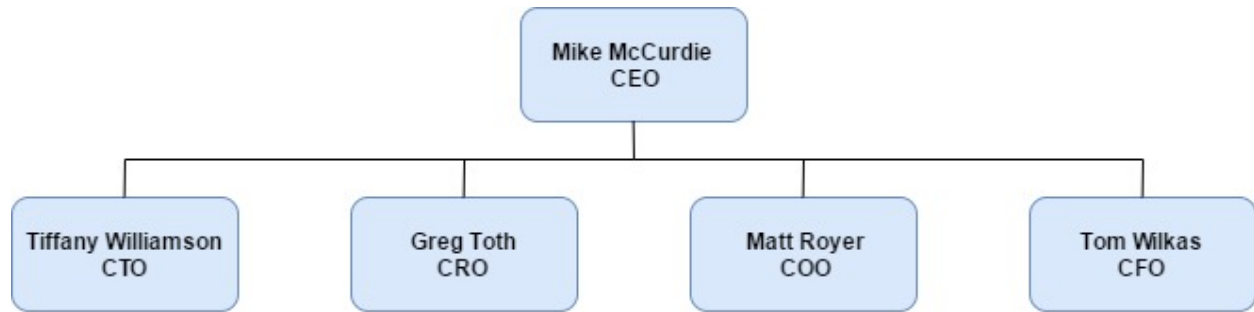 Mike McCurdie
CEO
Tiffany Williamson
CTO
Greg Toth
CRO
Matt Royer
COO
Tom Wilkas
CFO